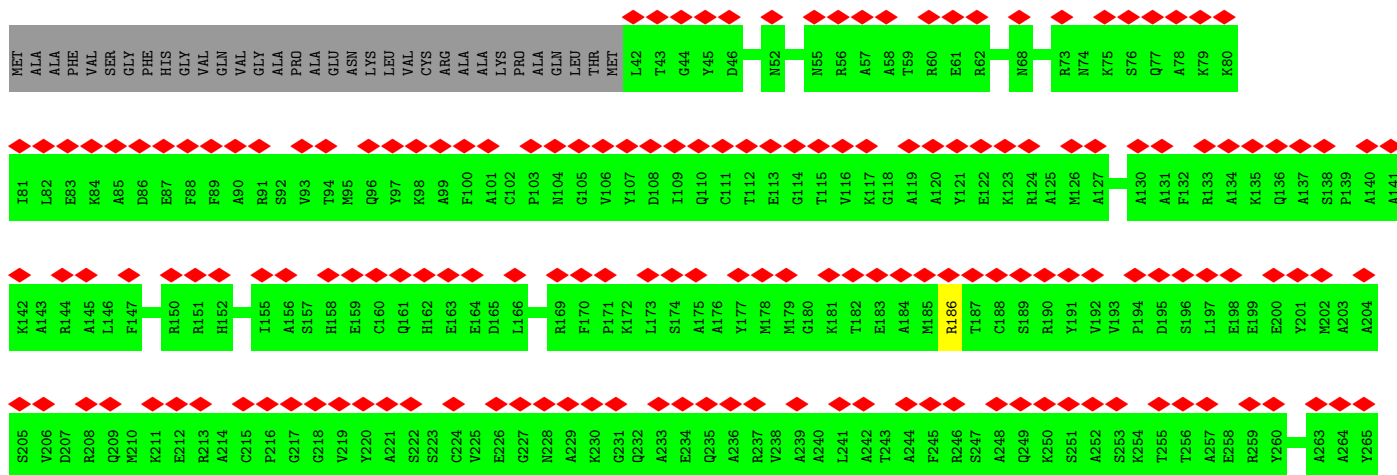 MET ALA ALA PHE VAL SER GLY PHE HIS GLY VAL GLN VAL GLY ALA PRO ALA GLU ASN LYS LEU VAL CYS ARG ALA ALA LYS PRO ALA GLN LEU THR MET L42 T43 G44 Y45 D46 N52 N55 R56 A57 A58 T59 R60 E61 R62 N68 R73 N74 K75 S76 Q77 A78 K79 K80
I81 L82 E83 K84 A85 D86 E87 F88 F89 A90 R91 S92 V93 T94 M95 Q96 Y97 K98 A99 F100 A101 C102 P103 N104 G105 V106 Y107 D108 I109 Q110 C111 T112 E113 G114 T115 V116 K117 G118 A119 A120 Y121 E122 K123 R124 A125 M126 A127 A130 A131 F132 R133 A134 K135 Q136 A137 S138 P139 A140 A141
K142 A143 R144 A145 L146 F147 R150 R151 H152 I155 A156 S157 H158 E159 C160 Q161 H162 E163 E164 D165 L166 R169 F170 P171 K172 L173 S174 A175 A176 Y177 M178 M179 G180 K181 T182 E183 A184 M185 R186 T187 C188 S189 R190 Y191 V192 V193 P194 D195 S196 L197 E198 E199 E200 Y201 M202 A203 A204
S205 V206 D207 R208 Q209 M210 K211 E212 R213 A214 C215 P216 G217 G218 V219 Y220 A221 S222 S223 C224 V225 E226 G227 N228 A229 K230 G231 Q232 A233 E234 Q235 A236 R237 V238 A239 A240 L241 A242 T243 A244 F245 R246 S247 A248 Q249 K250 S251 A252 S253 K254 T255 T256 A257 E258 R259 Y260 A263 A264 Y265